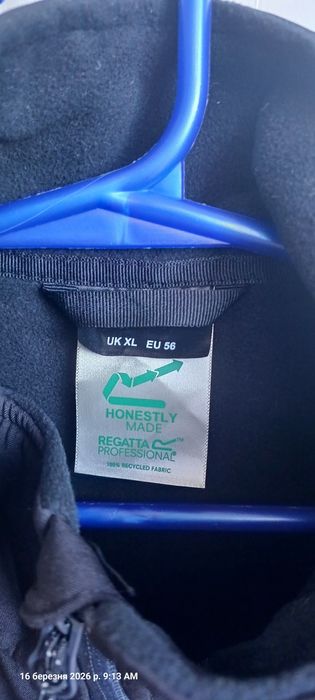 UK XL EU 56
HONESTLY
MADE
REGATTA
PROFESSIONAL
100% RECYCLED FABRIC
16 березня 2026 р. 9:13 AM